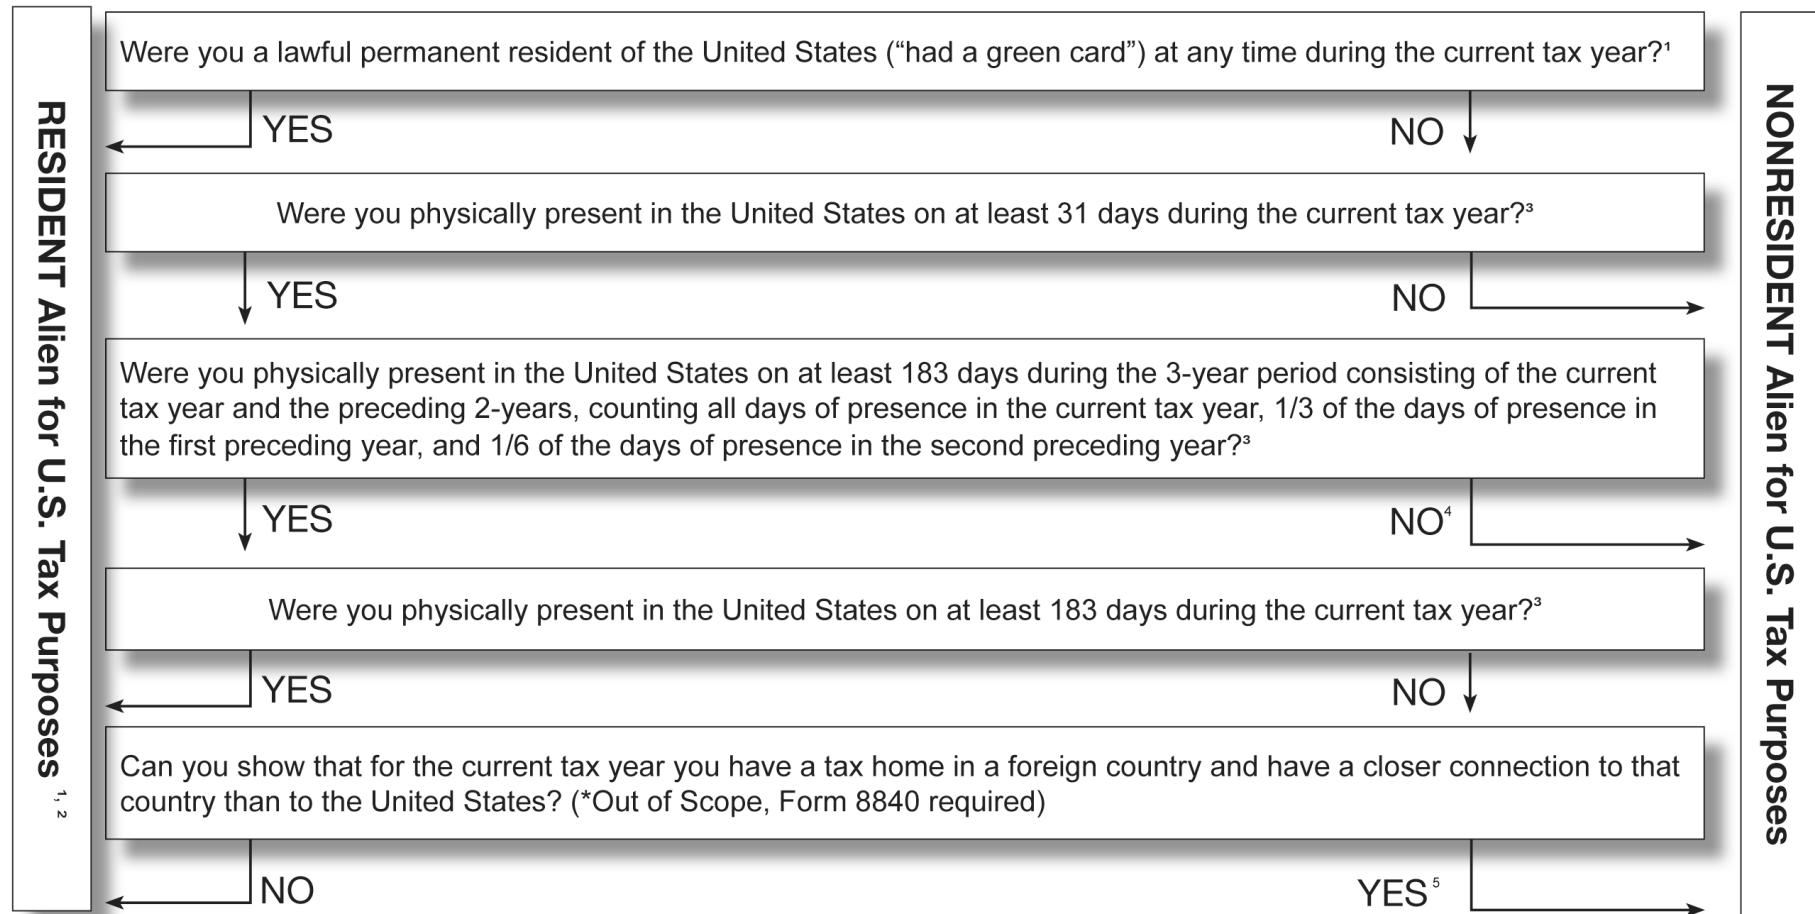 RESIDENT Alien for U.S. Tax Purposes ¹, ²
Were you a lawful permanent resident of the United States (“had a green card”) at any time during the current tax year?¹
YES
NO
Were you physically present in the United States on at least 31 days during the current tax year?³
YES
NO
Were you physically present in the United States on at least 183 days during the 3-year period consisting of the current
tax year and the preceding 2-years, counting all days of presence in the current tax year, 1/3 of the days of presence in
the first preceding year, and 1/6 of the days of presence in the second preceding year?³
YES
NO⁴
Were you physically present in the United States on at least 183 days during the current tax year?³
YES
NO
Can you show that for the current tax year you have a tax home in a foreign country and have a closer connection to that
country than to the United States? (*Out of Scope, Form 8840 required)
NO
YES⁵
NONRESIDENT Alien for U.S. Tax Purposes